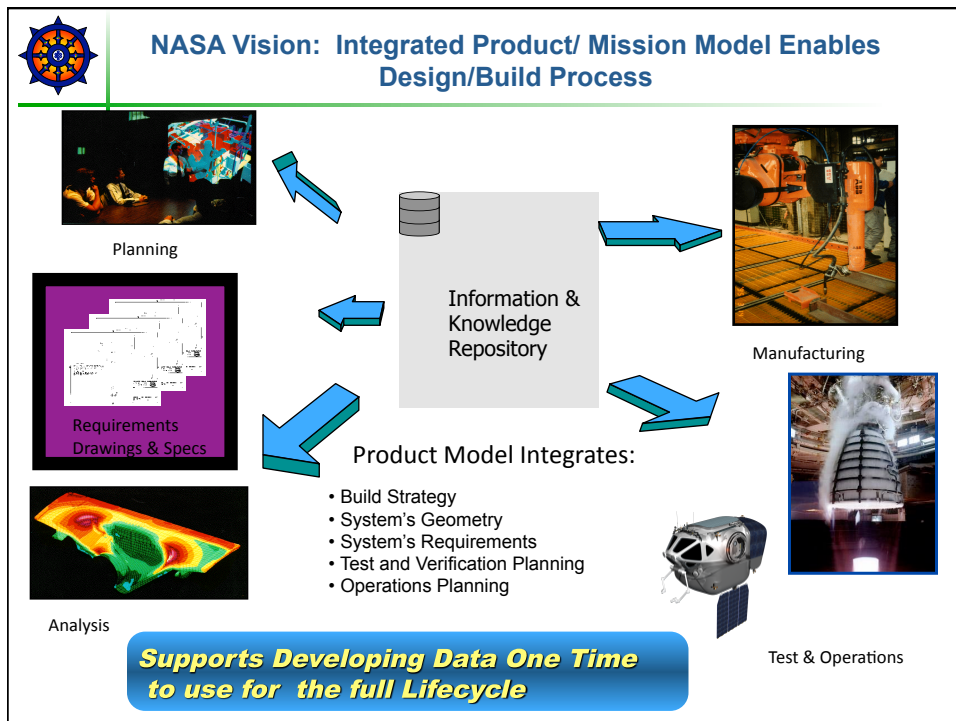 NASA Vision:  Integrated Product/ Mission Model Enables
Design/Build Process
Planning
Information &
Knowledge
Repository
Manufacturing
Requirements
Drawings & Specs
Product Model Integrates:
• Build Strategy
• System's Geometry
• System's Requirements
• Test and Verification Planning
• Operations Planning
Analysis
Test & Operations
Supports Developing Data One Time
to use for  the full Lifecycle